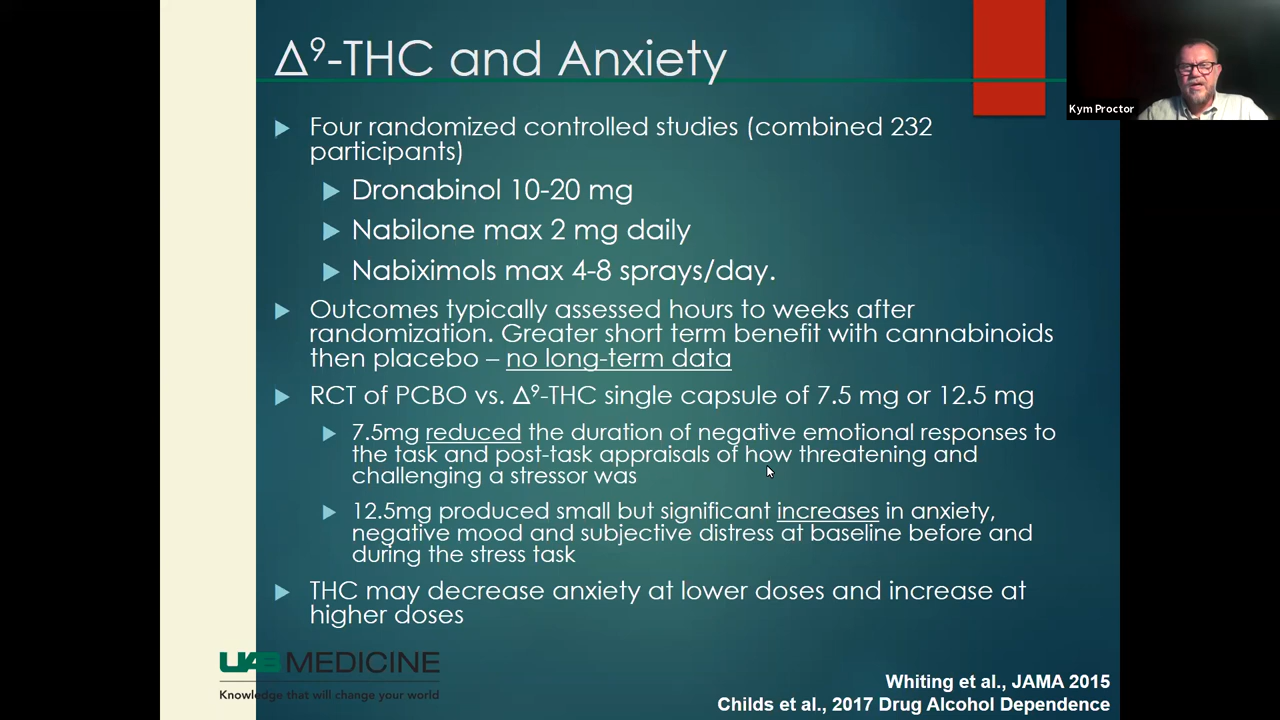 Δ⁹-THC and Anxiety
Kym Proctor
Four randomized controlled studies (combined 232
participants)
Dronabinol 10-20 mg
Nabilone max 2 mg daily
Nabiximols max 4-8 sprays/day.
Outcomes typically assessed hours to weeks after
randomization. Greater short term benefit with cannabinoids
then placebo – no long-term data
RCT of PCBO vs. Δ⁹-THC single capsule of 7.5 mg or 12.5 mg
7.5mg reduced the duration of negative emotional responses to
the task and post-task appraisals of how threatening and
challenging a stressor was
12.5mg produced small but significant increases in anxiety,
negative mood and subjective distress at baseline before and
during the stress task
THC may decrease anxiety at lower doses and increase at
higher doses
UAB MEDICINE
Knowledge that will change your world
Whiting et al., JAMA 2015
Childs et al., 2017 Drug Alcohol Dependence